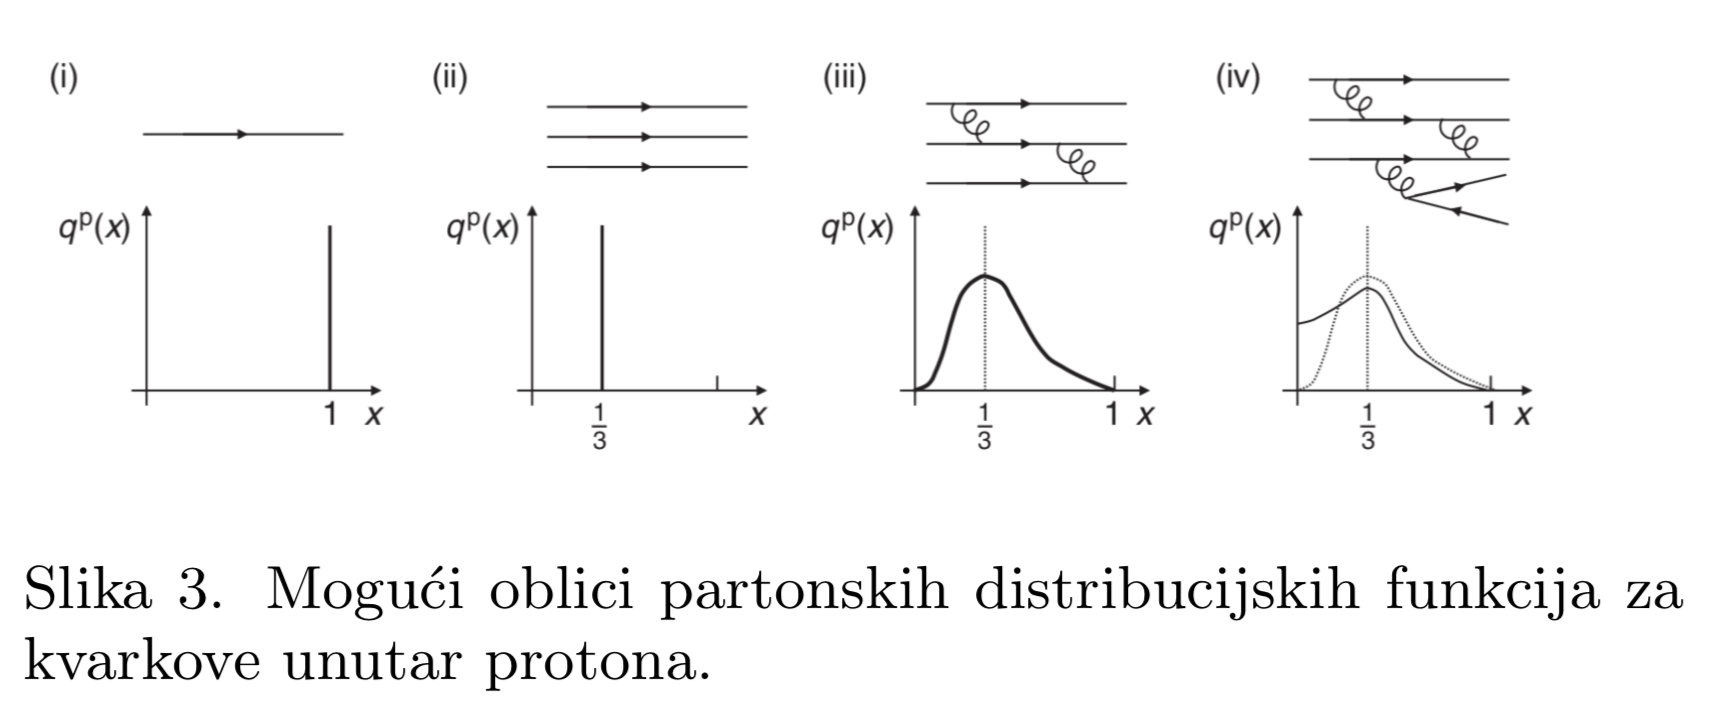 (i) (ii) (iii) (iv)
qᵖ(x) qᵖ(x) qᵖ(x) qᵖ(x)
1 x 1/3 x 1/3 1 x 1/3 1 x
Slika 3. Mogući oblici partonskih distribucijskih funkcija za
kvarkove unutar protona.